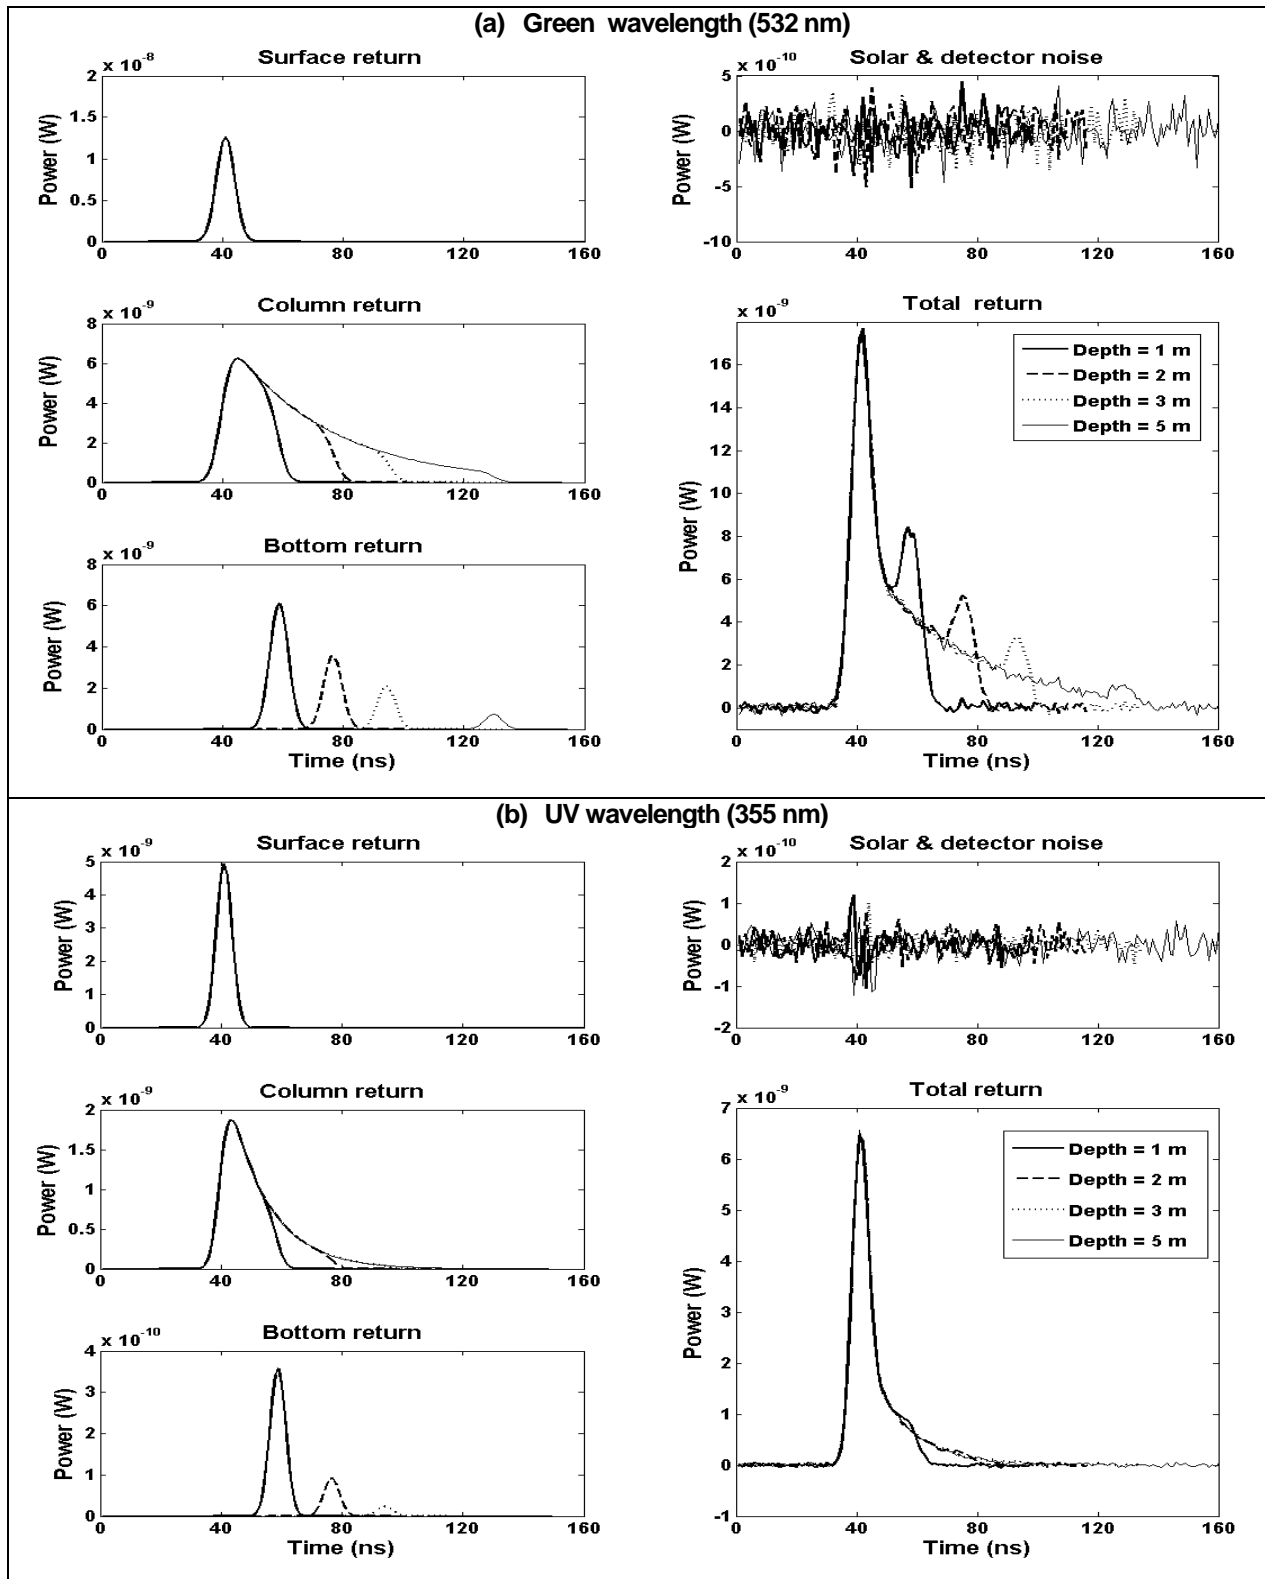 (a) Green wavelength (532 nm)
Surface return
x 10^-8
2
1.5
1
0.5
0
Power (W)
0 40 80 120 160
Solar & detector noise
x 10^-10
5
0
-5
-10
Power (W)
0 40 80 120 160
Column return
x 10^-9
8
6
4
2
0
Power (W)
0 40 80 120 160
Bottom return
x 10^-9
8
6
4
2
0
Power (W)
0 40 80 120 160
Time (ns)
Total return
x 10^-9
16
14
12
10
8
6
4
2
0
Power (W)
Depth = 1 m
Depth = 2 m
Depth = 3 m
Depth = 5 m
0 40 80 120 160
Time (ns)
(b) UV wavelength (355 nm)
Surface return
x 10^-9
5
4
3
2
1
0
Power (W)
0 40 80 120 160
Solar & detector noise
x 10^-10
2
1
0
-1
-2
Power (W)
0 40 80 120 160
Column return
x 10^-9
2
1.5
1
0.5
0
Power (W)
0 40 80 120 160
Bottom return
x 10^-10
4
3
2
1
0
Power (W)
0 40 80 120 160
Time (ns)
Total return
x 10^-9
7
6
5
4
3
2
1
0
-1
Power (W)
Depth = 1 m
Depth = 2 m
Depth = 3 m
Depth = 5 m
0 40 80 120 160
Time (ns)